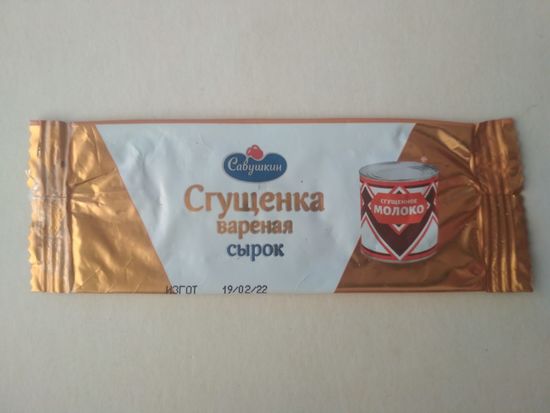 Савушкин
Сгущенка
вареная
сырок
СГУЩЕННОЕ
МОЛОКО
ИЗГОТ 19/02/22